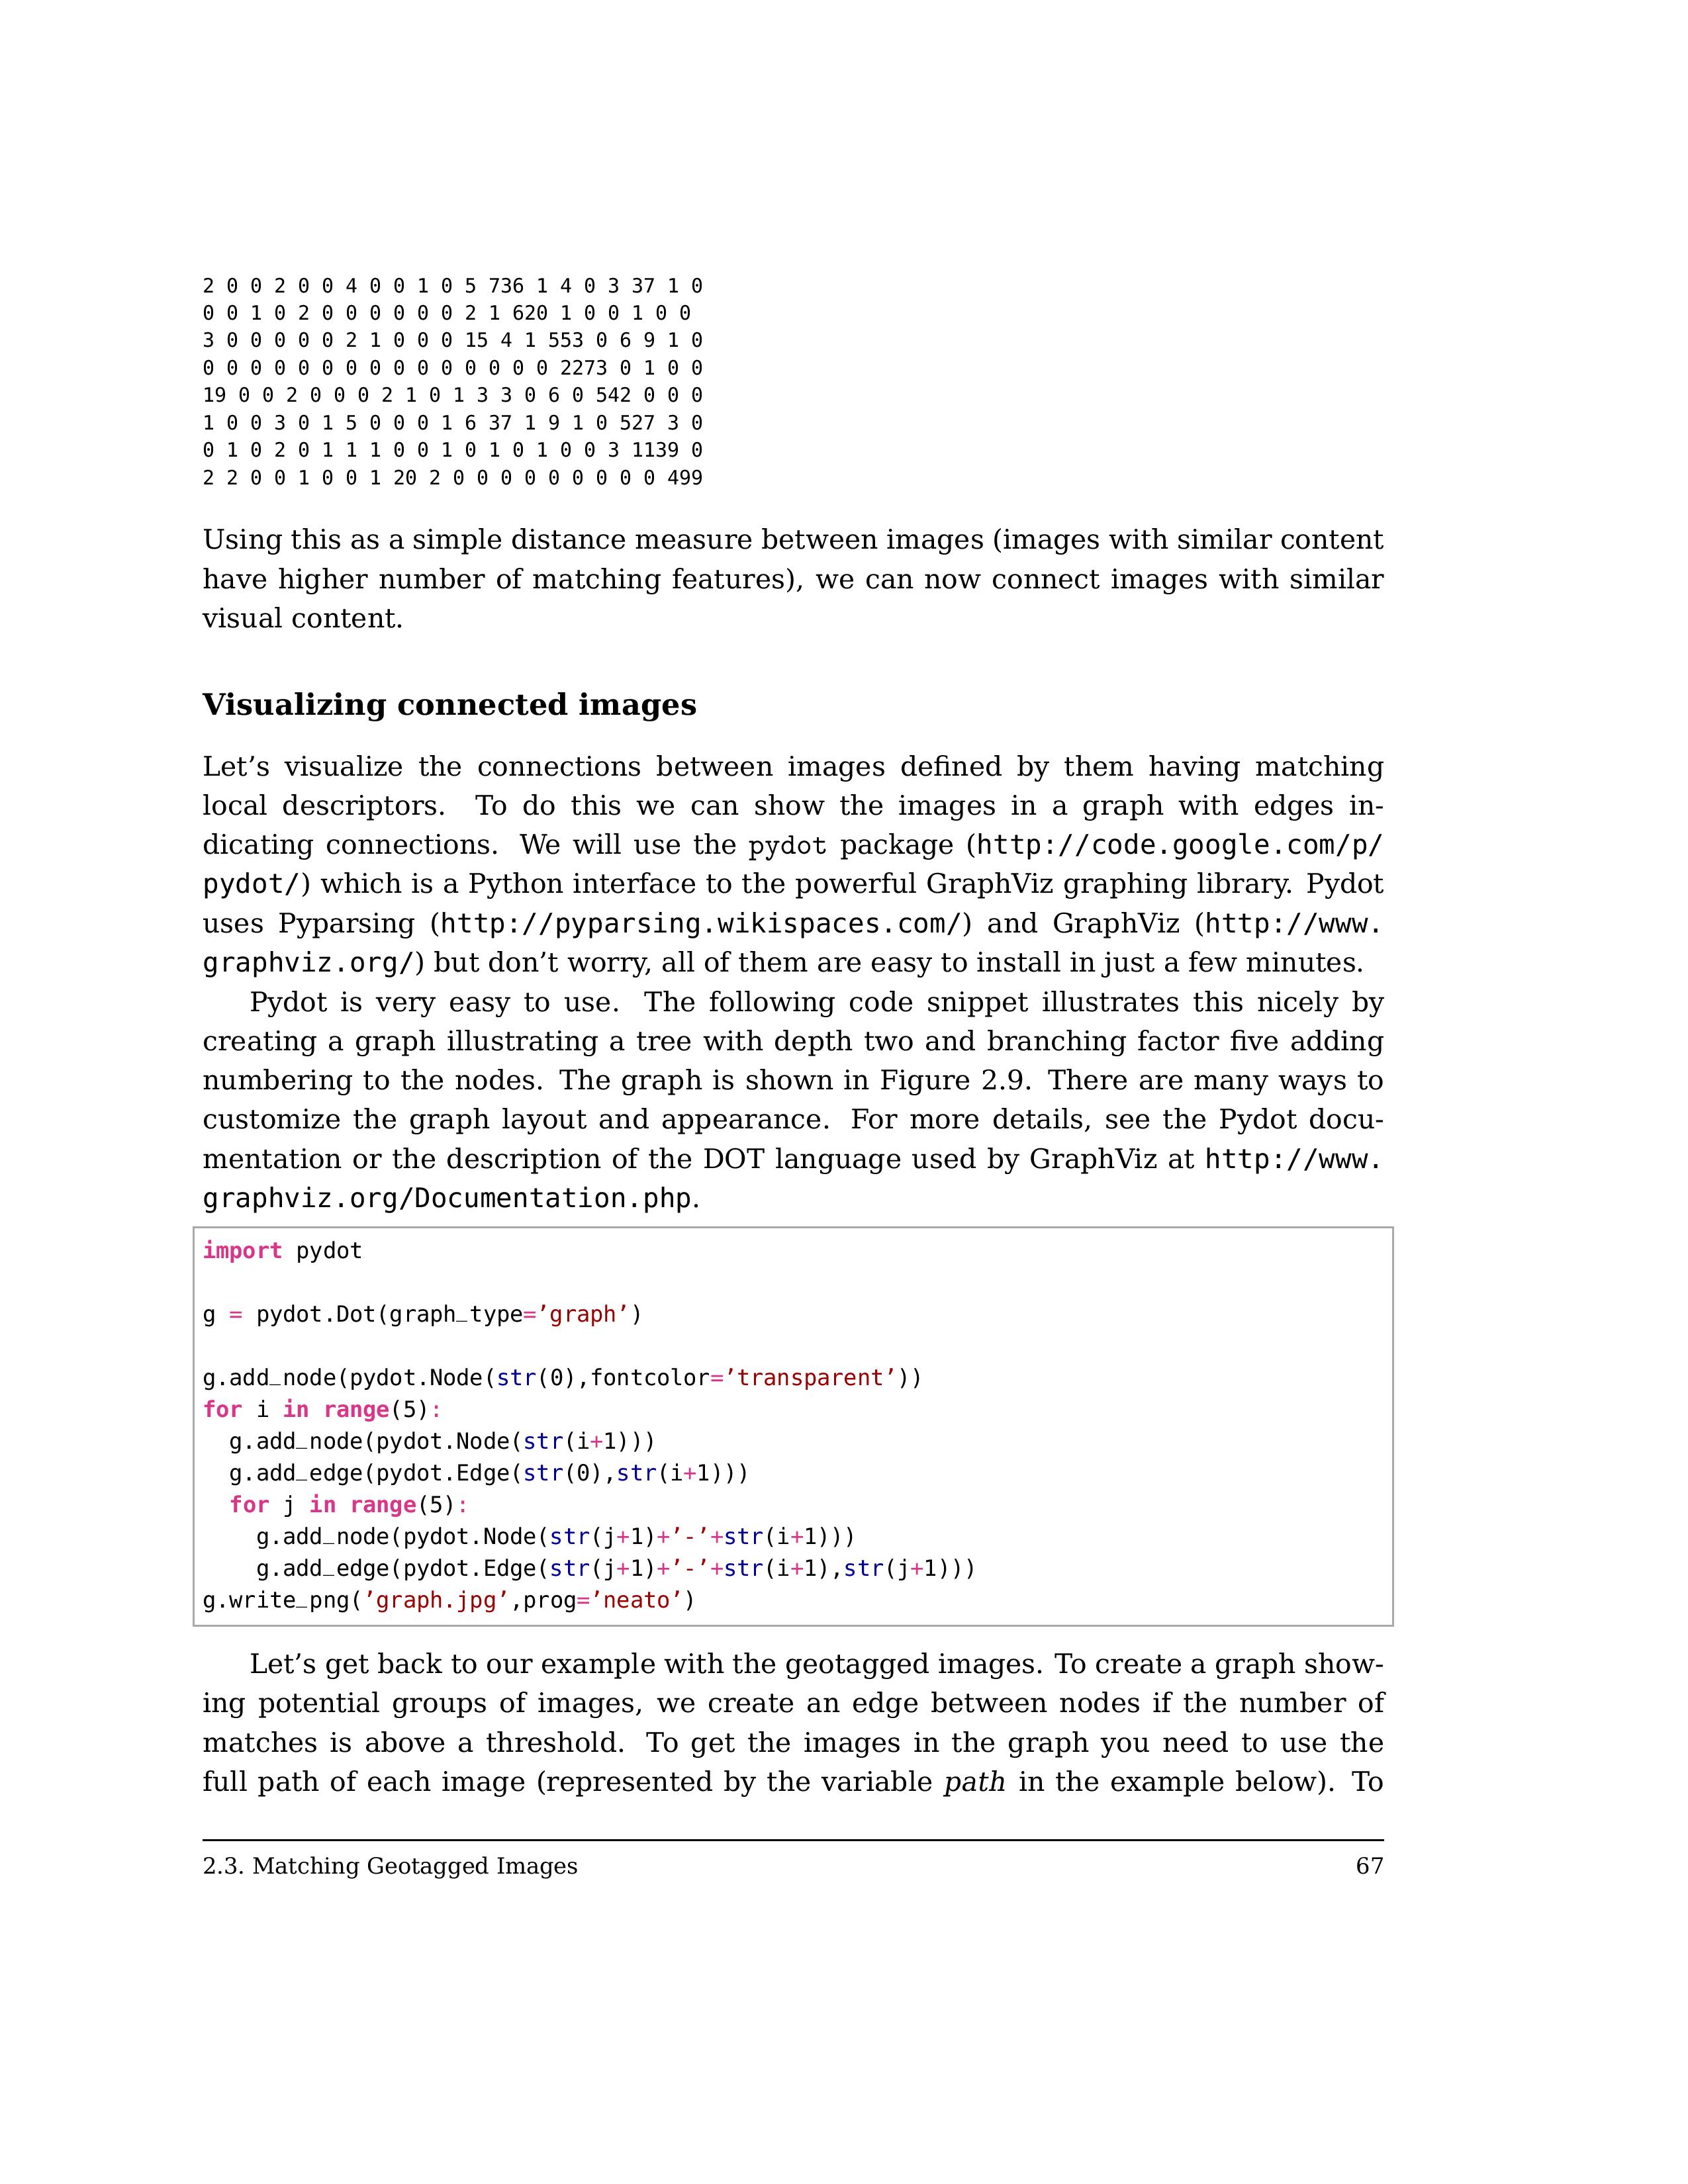 2 0 0 2 0 0 4 0 0 1 0 5 736 1 4 0 3 37 1 0
0 0 1 0 2 0 0 0 0 0 0 2 1 620 1 0 0 1 0 0
3 0 0 0 0 0 2 1 0 0 0 15 4 1 553 0 6 9 1 0
0 0 0 0 0 0 0 0 0 0 0 0 0 0 0 2273 0 1 0 0
19 0 0 2 0 0 0 2 1 0 1 3 3 0 6 0 542 0 0 0
1 0 0 3 0 1 5 0 0 0 1 6 37 1 9 1 0 527 3 0
0 1 0 2 0 1 1 1 0 0 1 0 1 0 1 0 0 3 1139 0
2 2 0 0 1 0 0 1 20 2 0 0 0 0 0 0 0 0 0 499
Using this as a simple distance measure between images (images with similar content
have higher number of matching features), we can now connect images with similar
visual content.
Visualizing connected images
Let’s visualize the connections between images defined by them having matching
local descriptors. To do this we can show the images in a graph with edges in-
dicating connections. We will use the pydot package (http://code.google.com/p/
pydot/) which is a Python interface to the powerful GraphViz graphing library. Pydot
uses Pyparsing (http://pyparsing.wikispaces.com/) and GraphViz (http://www.
graphviz.org/) but don’t worry, all of them are easy to install in just a few minutes.
Pydot is very easy to use. The following code snippet illustrates this nicely by
creating a graph illustrating a tree with depth two and branching factor five adding
numbering to the nodes. The graph is shown in Figure 2.9. There are many ways to
customize the graph layout and appearance. For more details, see the Pydot docu-
mentation or the description of the DOT language used by GraphViz at http://www.
graphviz.org/Documentation.php.
import pydot
g = pydot.Dot(graph_type=’graph’)
g.add_node(pydot.Node(str(0),fontcolor=’transparent’))
for i in range(5):
  g.add_node(pydot.Node(str(i+1)))
  g.add_edge(pydot.Edge(str(0),str(i+1)))
  for j in range(5):
    g.add_node(pydot.Node(str(j+1)+’-’+str(i+1)))
    g.add_edge(pydot.Edge(str(j+1)+’-’+str(i+1),str(j+1)))
g.write_png(’graph.jpg’,prog=’neato’)
Let’s get back to our example with the geotagged images. To create a graph show-
ing potential groups of images, we create an edge between nodes if the number of
matches is above a threshold. To get the images in the graph you need to use the
full path of each image (represented by the variable path in the example below). To
2.3. Matching Geotagged Images 67